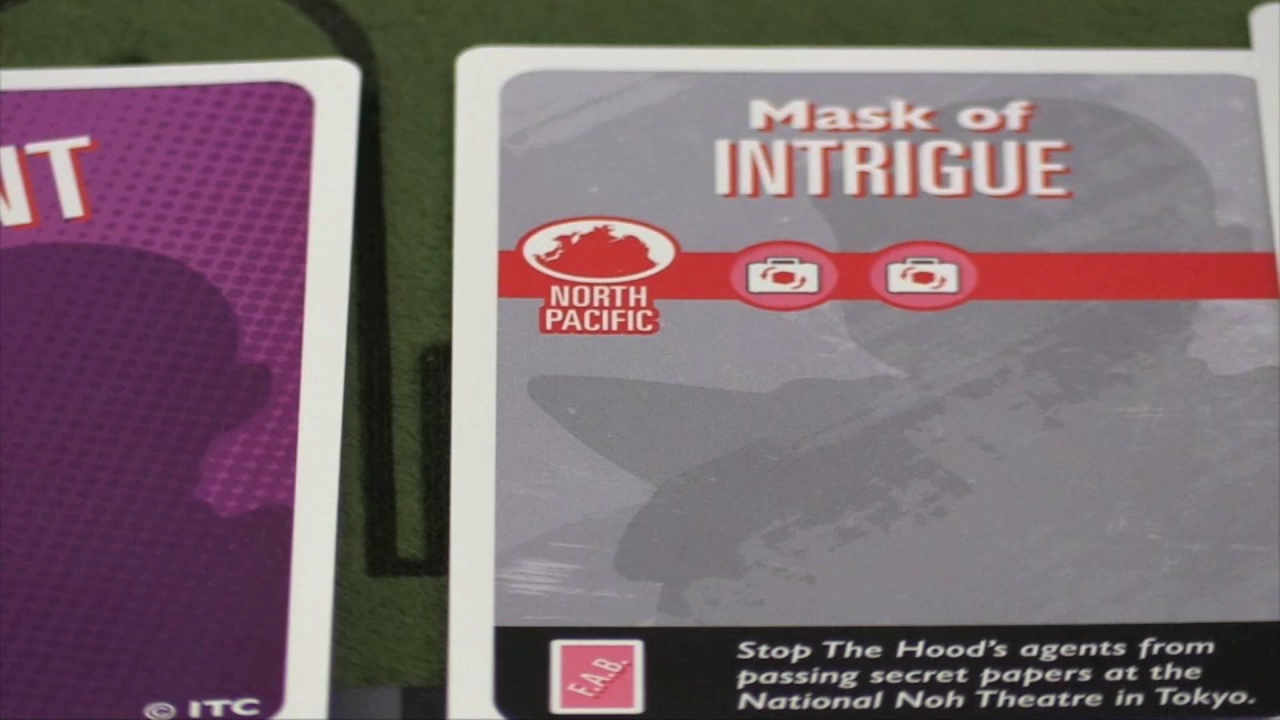 NT
© ITC
Mask of
INTRIGUE
NORTH
PACIFIC
F.A.B.
Stop The Hood's agents from
passing secret papers at the
National Noh Theatre in Tokyo.